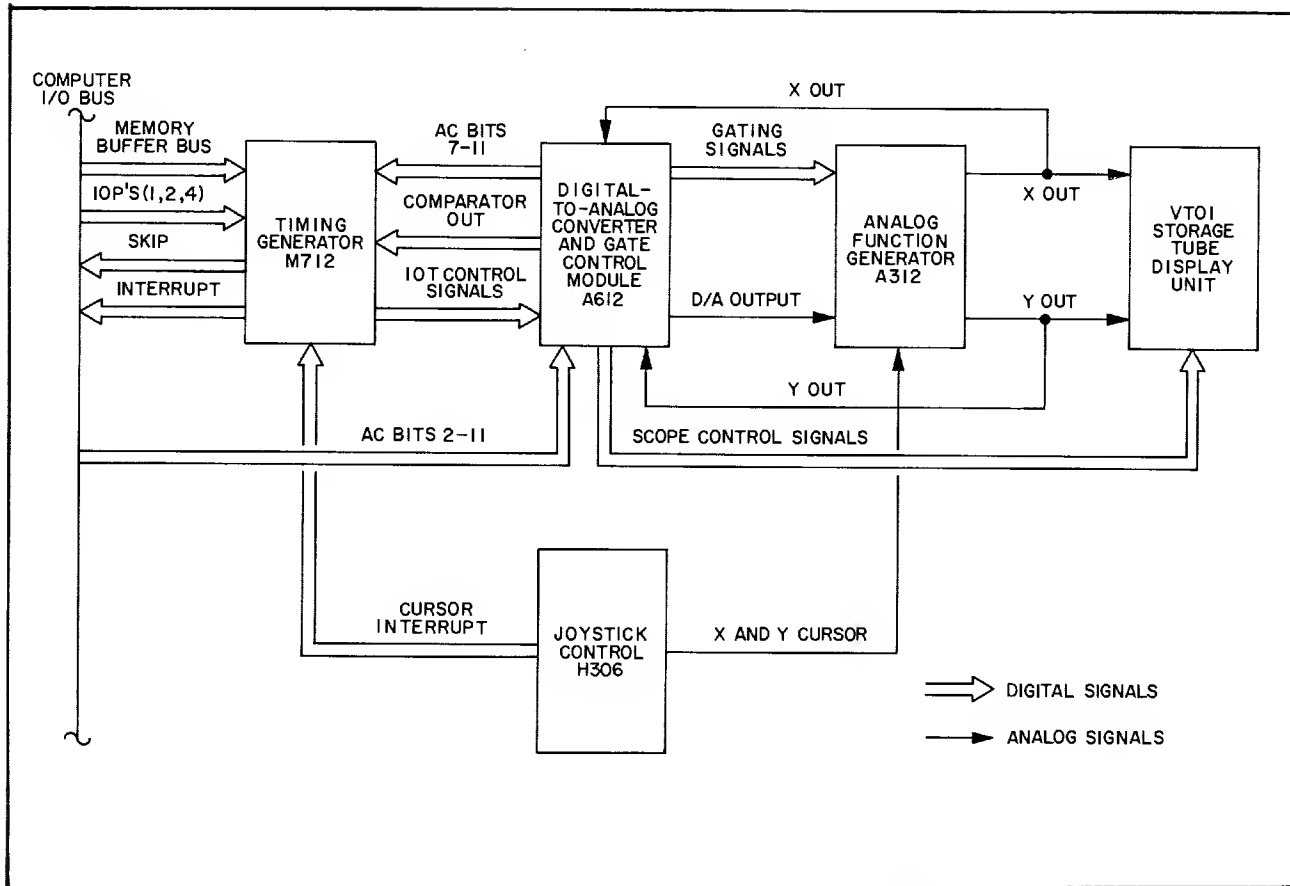 COMPUTER
I/O BUS
MEMORY
BUFFER BUS
IOP'S (1,2,4)
SKIP
INTERRUPT
TIMING
GENERATOR
M712
AC BITS
7-11
COMPARATOR
OUT
IOT CONTROL
SIGNALS
DIGITAL-
TO-ANALOG
CONVERTER
AND GATE
CONTROL
MODULE
A612
X OUT
GATING
SIGNALS
D/A OUTPUT
ANALOG
FUNCTION
GENERATOR
A312
X OUT
Y OUT
VT01
STORAGE
TUBE
DISPLAY
UNIT
Y OUT
AC BITS 2-11
SCOPE CONTROL SIGNALS
CURSOR
INTERRUPT
JOYSTICK
CONTROL
H306
X AND Y CURSOR
DIGITAL SIGNALS
ANALOG SIGNALS